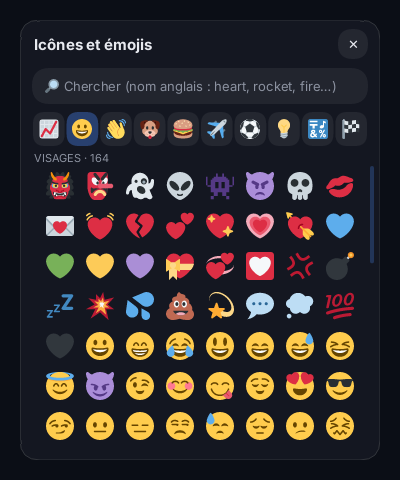 Icônes et émojis
Chercher (nom anglais : heart, rocket, fire...)
VISAGES · 164